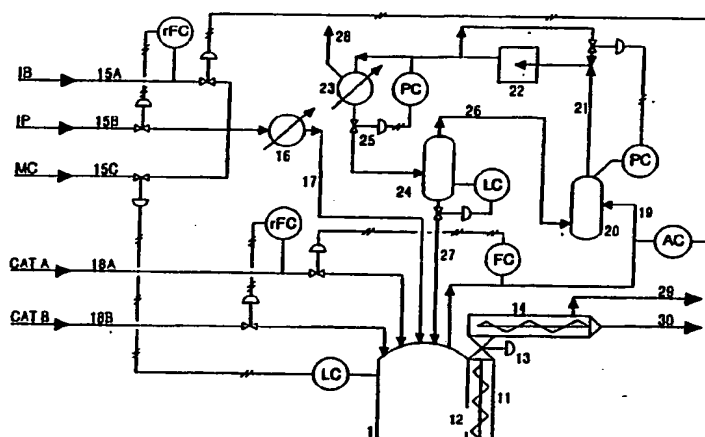 28
rFC
IB
15A
23
PC
22
21
IP
15B
16
25
26
PC
MC
15C
17
24
LC
19
20
AC
rFC
27
FC
CAT A
18A
14
29
30
CAT B
18B
13
LC
12
11
1